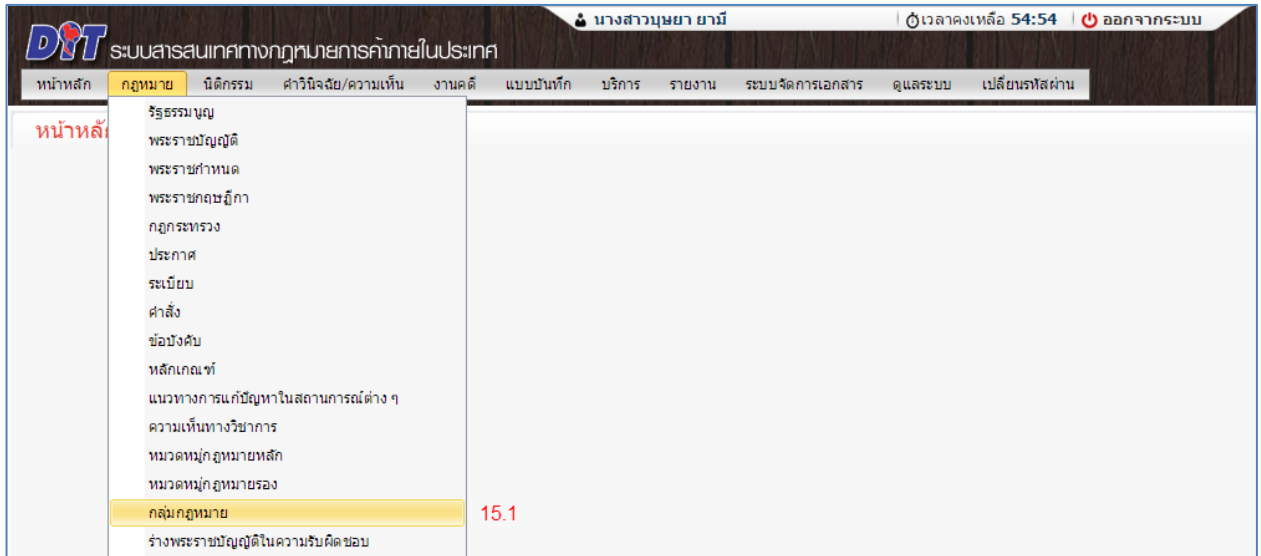 นางสาวบุษยา ยามี เวลาคงเหลือ 54:54 ออกจากระบบ
DIT ระบบสารสนเทศทางกฎหมายการค้าภายในประเทศ
หน้าหลัก กฎหมาย นิติกรรม คำวินิจฉัย/ความเห็น งานคดี แบบบันทึก บริการ รายงาน ระบบจัดการเอกสาร ดูแลระบบ เปลี่ยนรหัสผ่าน
หน้าหลั
รัฐธรรมนูญ
พระราชบัญญัติ
พระราชกำหนด
พระราชกฤษฎีกา
กฎกระทรวง
ประกาศ
ระเบียบ
คำสั่ง
ข้อบังคับ
หลักเกณฑ์
แนวทางการแก้ปัญหาในสถานการณ์ต่าง ๆ
ความเห็นทางวิชาการ
หมวดหมู่กฎหมายหลัก
หมวดหมู่กฎหมายรอง
กลุ่มกฎหมาย 15.1
ร่างพระราชบัญญัติในความรับผิดชอบ